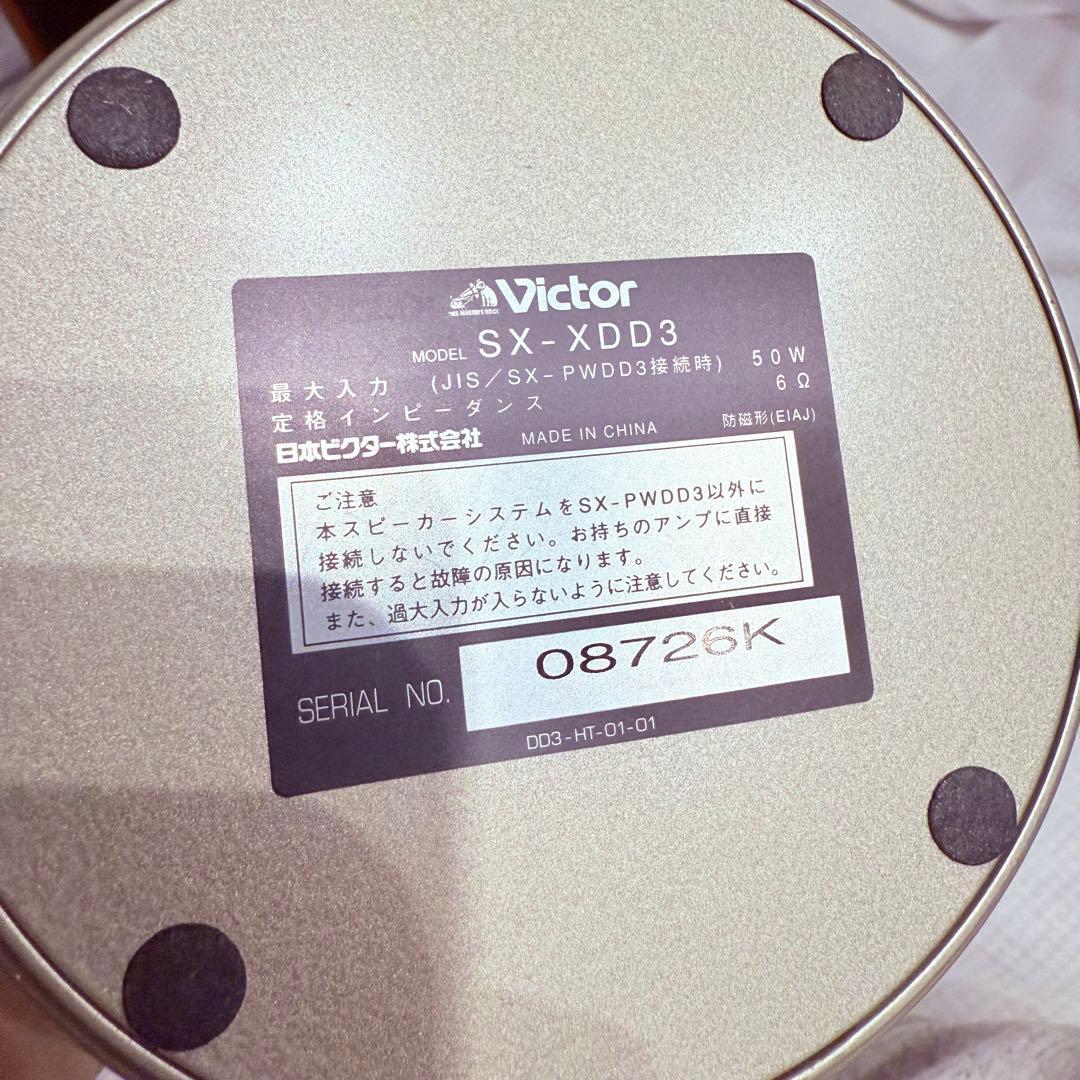 HIS MASTER'S VOICE
Victor
MODEL SX-XDD3
最大入力 (JIS/SX-PWDD3接続時) 50W
定格インピーダンス 6Ω
日本ビクター株式会社 MADE IN CHINA 防磁形(EIAJ)
ご注意
本スピーカーシステムをSX-PWDD3以外に
接続しないでください。お持ちのアンプに直接
接続すると故障の原因になります。
また、過大入力が入らないように注意してください。
SERIAL NO. 08726K
DD3-HT-01-01